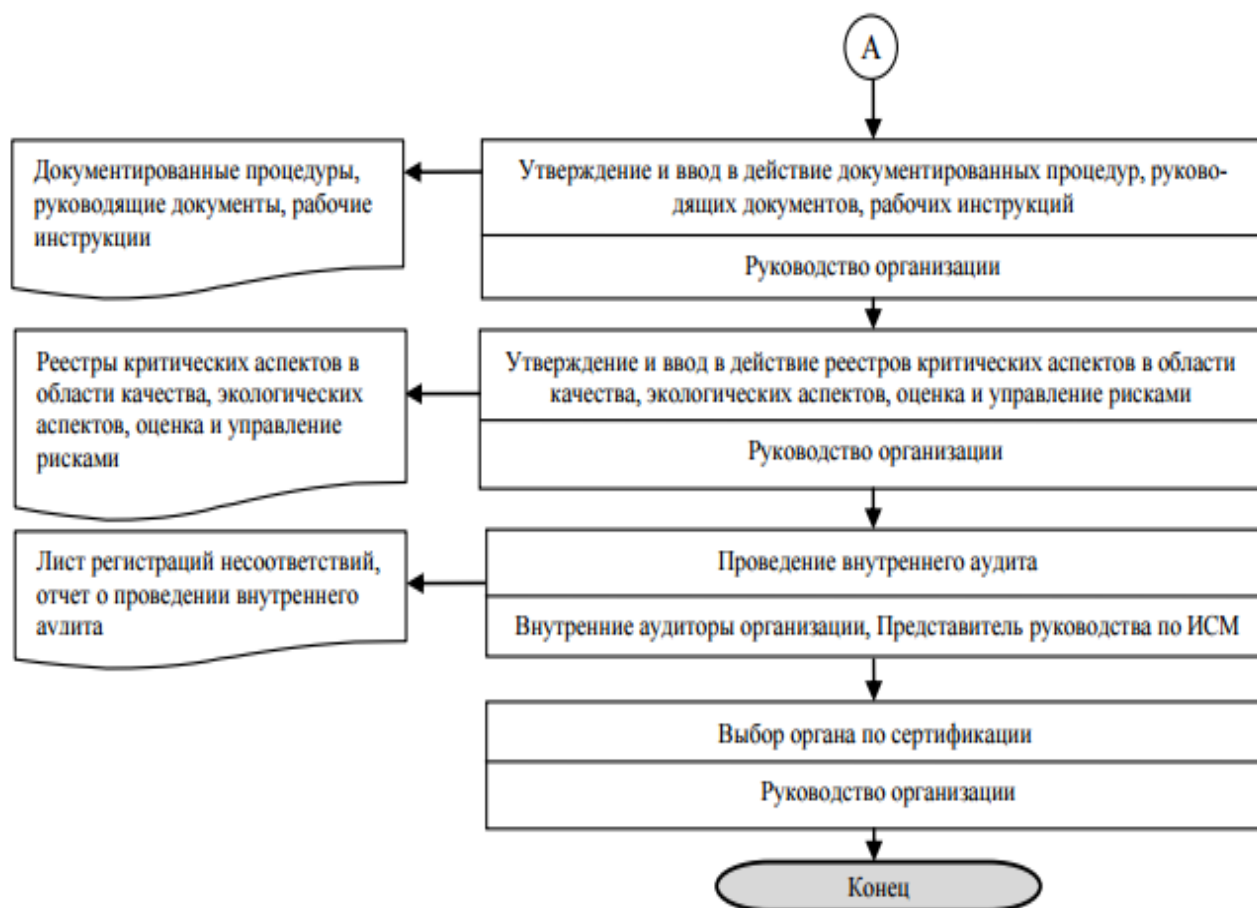 А
Документированные процедуры,
руководящие документы, рабочие
инструкции
Утверждение и ввод в действие документированных процедур, руково-
дящих документов, рабочих инструкций
Руководство организации
Реестры критических аспектов в
области качества, экологических
аспектов, оценка и управление
рисками
Утверждение и ввод в действие реестров критических аспектов в области
качества, экологических аспектов, оценка и управление рисками
Руководство организации
Лист регистраций несоответствий,
отчет о проведении внутреннего
аудита
Проведение внутреннего аудита
Внутренние аудиторы организации, Представитель руководства по ИСМ
Выбор органа по сертификации
Руководство организации
Конец